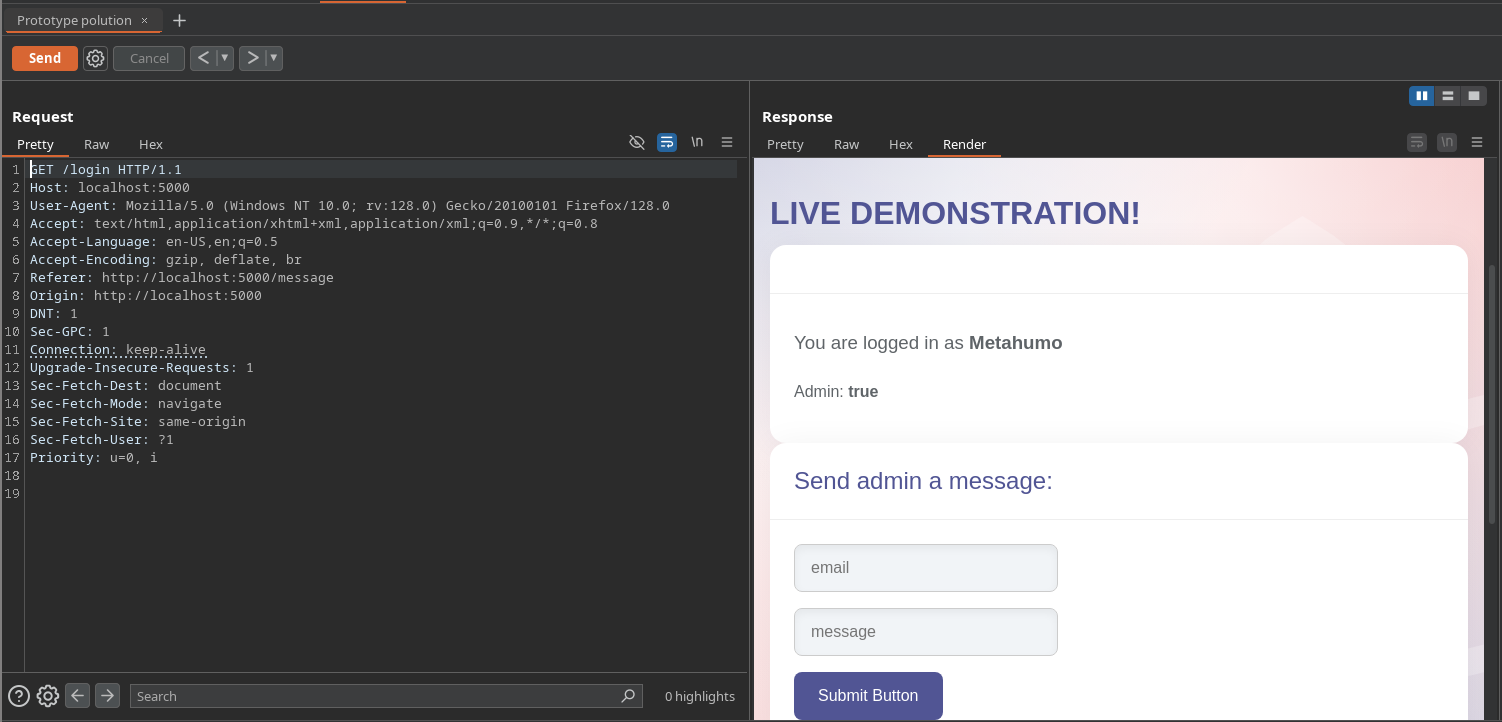 Prototype polution ×
Send Cancel
Request
Pretty Raw Hex \n
1 GET /login HTTP/1.1
2 Host: localhost:5000
3 User-Agent: Mozilla/5.0 (Windows NT 10.0; rv:128.0) Gecko/20100101 Firefox/128.0
4 Accept: text/html,application/xhtml+xml,application/xml;q=0.9,*/*;q=0.8
5 Accept-Language: en-US,en;q=0.5
6 Accept-Encoding: gzip, deflate, br
7 Referer: http://localhost:5000/message
8 Origin: http://localhost:5000
9 DNT: 1
10 Sec-GPC: 1
11 Connection: keep-alive
12 Upgrade-Insecure-Requests: 1
13 Sec-Fetch-Dest: document
14 Sec-Fetch-Mode: navigate
15 Sec-Fetch-Site: same-origin
16 Sec-Fetch-User: ?1
17 Priority: u=0, i
18
19
Search 0 highlights
Response
Pretty Raw Hex Render \n
LIVE DEMONSTRATION!
You are logged in as Metahumo
Admin: true
Send admin a message:
email
message
Submit Button